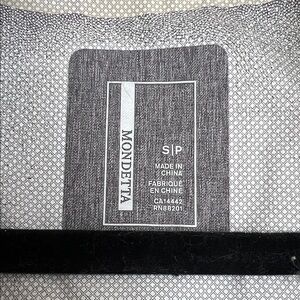 MONDETTA
S|P
MADE IN
CHINA
FABRIQUÉ
EN CHINE
CA14442
RN88201